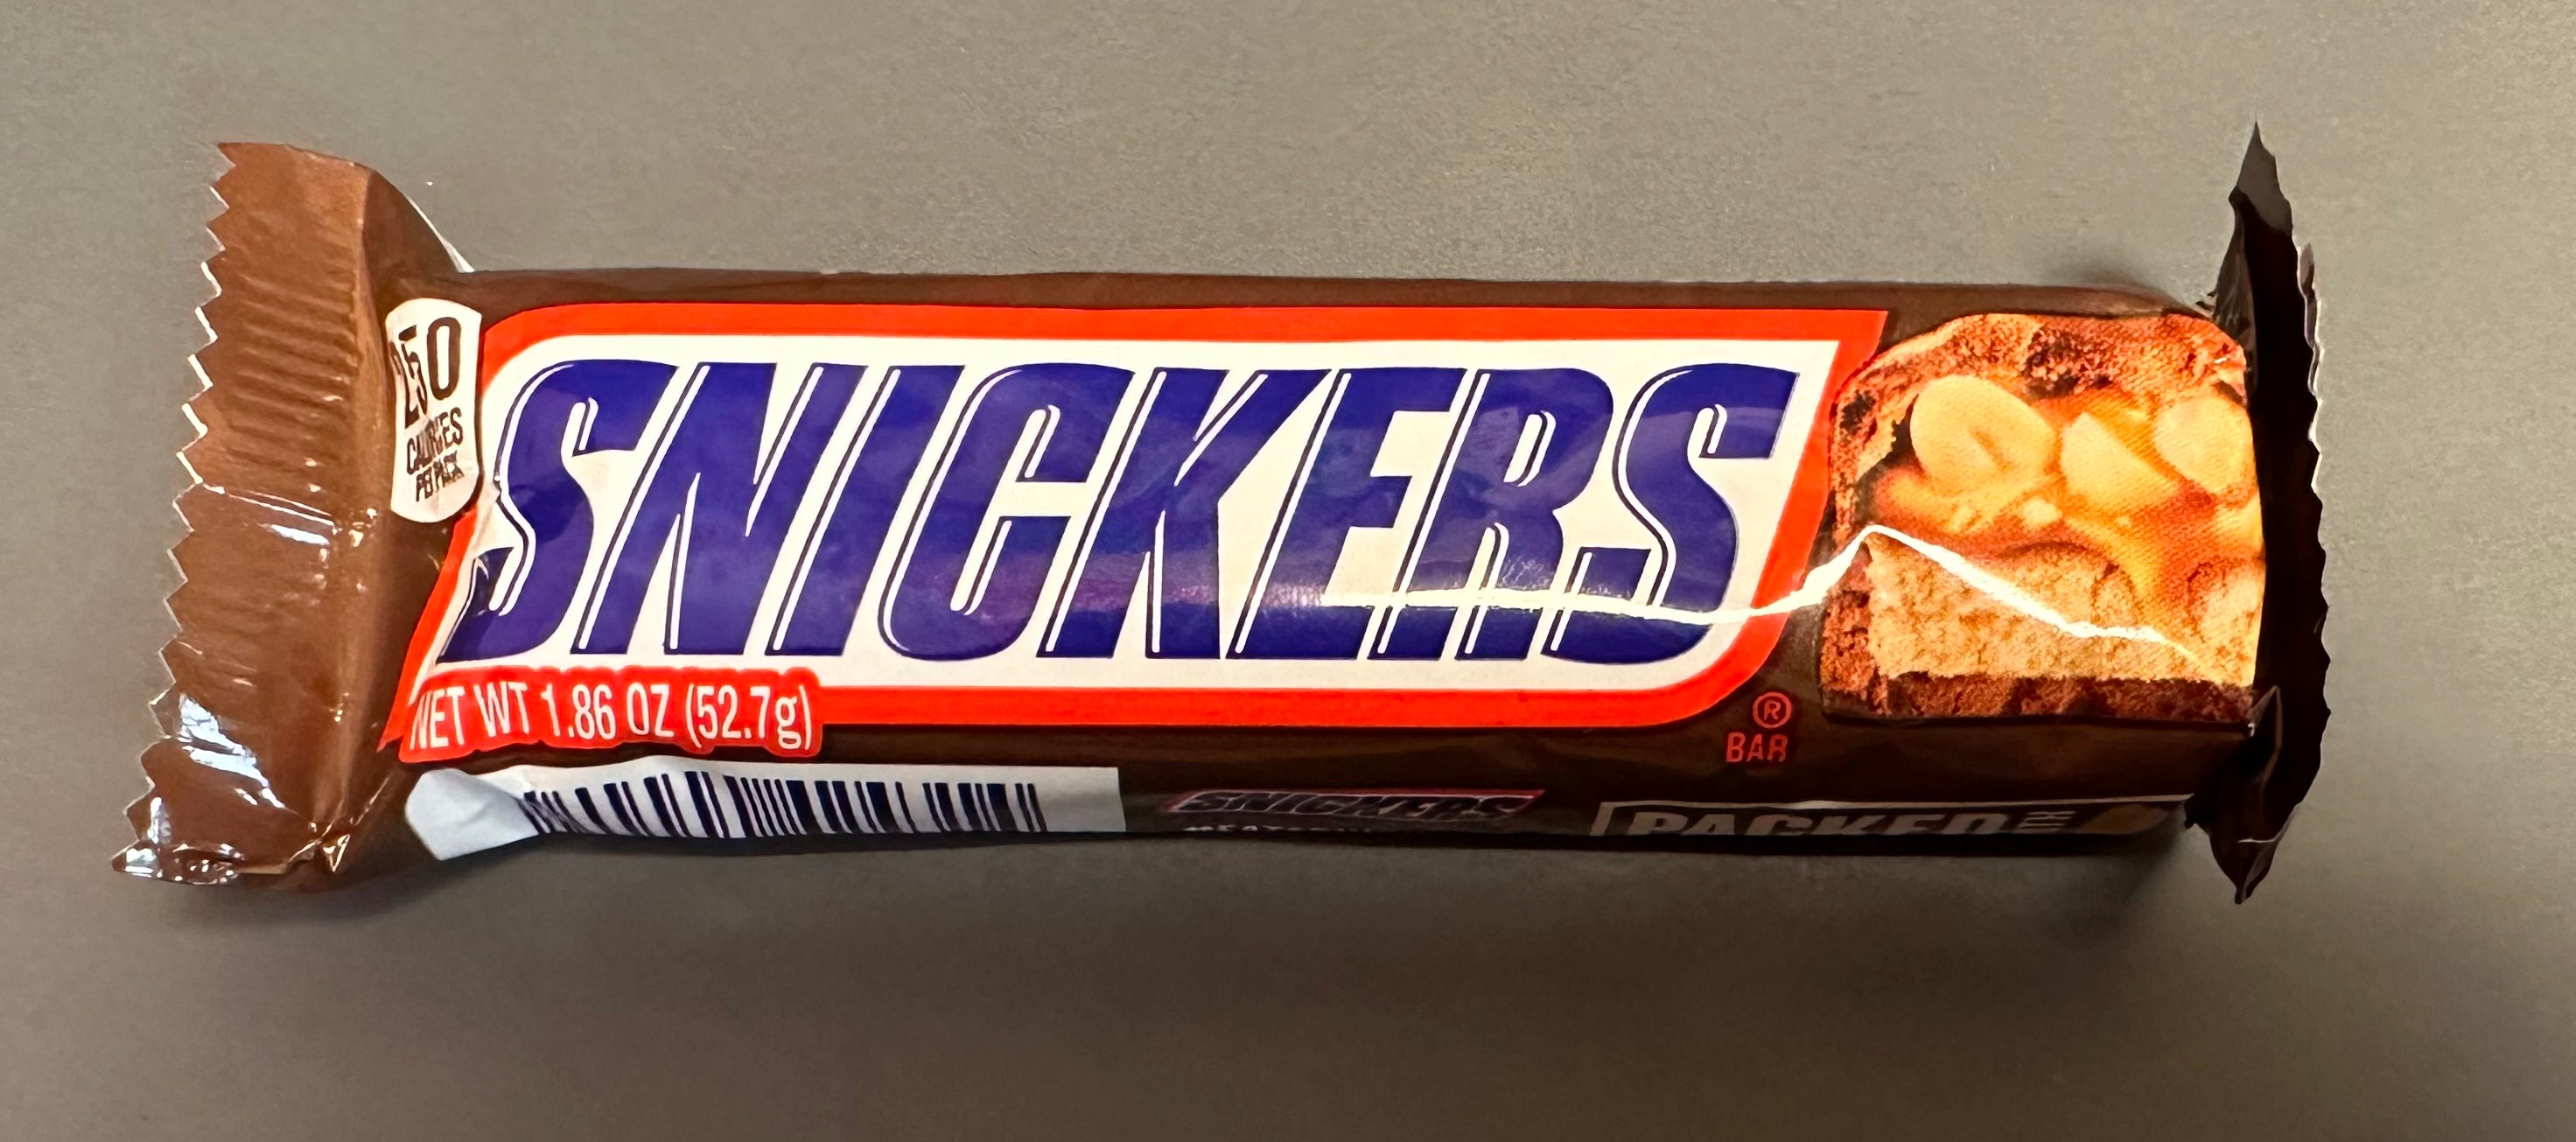 250
CALORIES
PER PACK
SNICKERS
NET WT 1.86 OZ (52.7g)
®
BAR
SNICKERS
PACKED